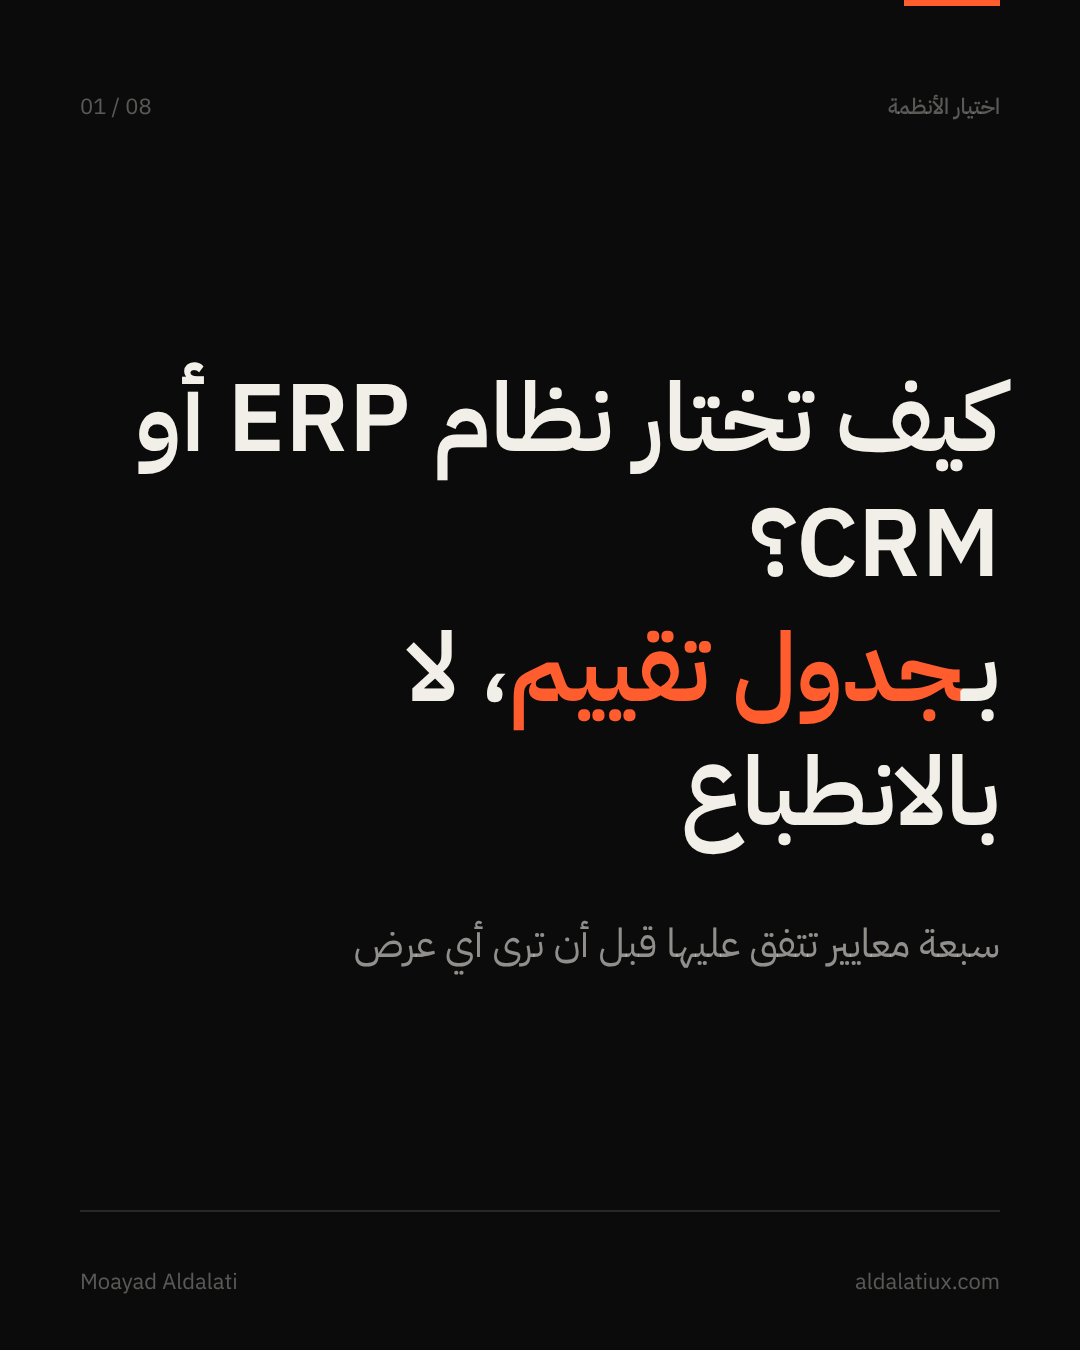 اختيار الأنظمة
01 / 08
كيف تختار نظام ERP أو
CRM؟
بجدول تقييم، لا
بالانطباع
سبعة معايير تتفق عليها قبل أن ترى أي عرض
aldalatiux.com
Moayad Aldalati